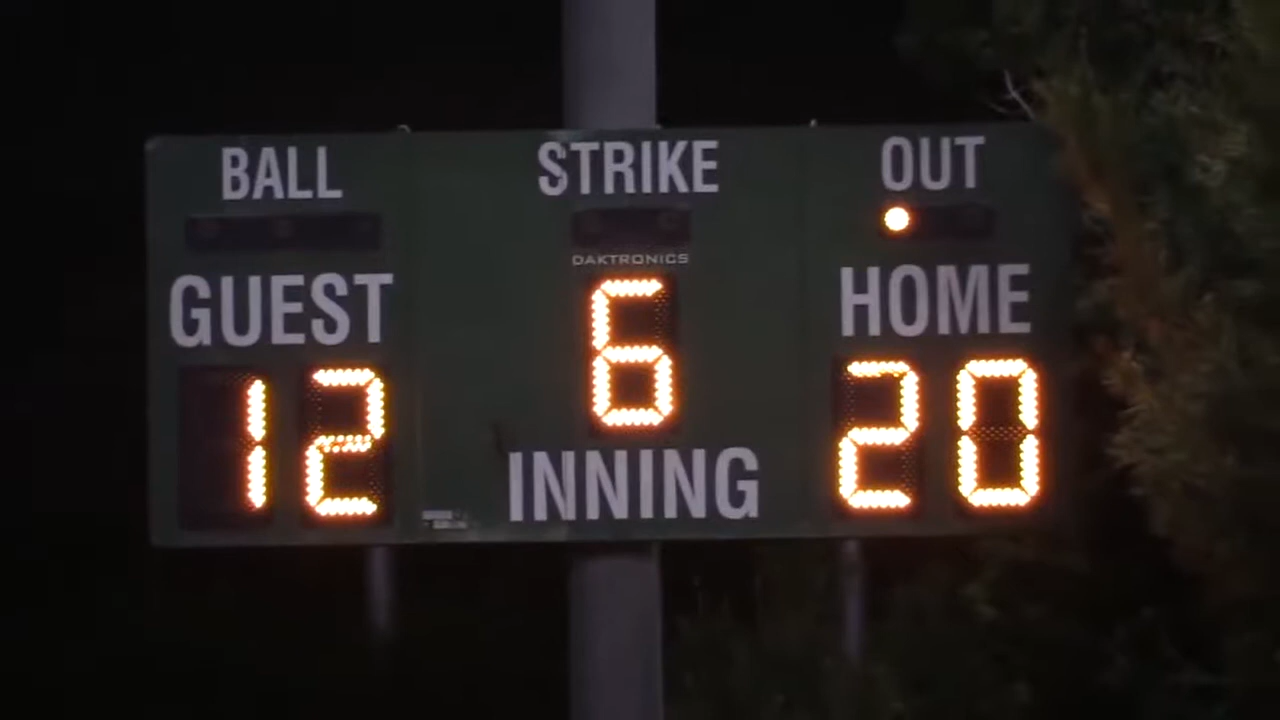 BALL STRIKE OUT
DAKTRONICS
GUEST 6 HOME
12 20
INNING